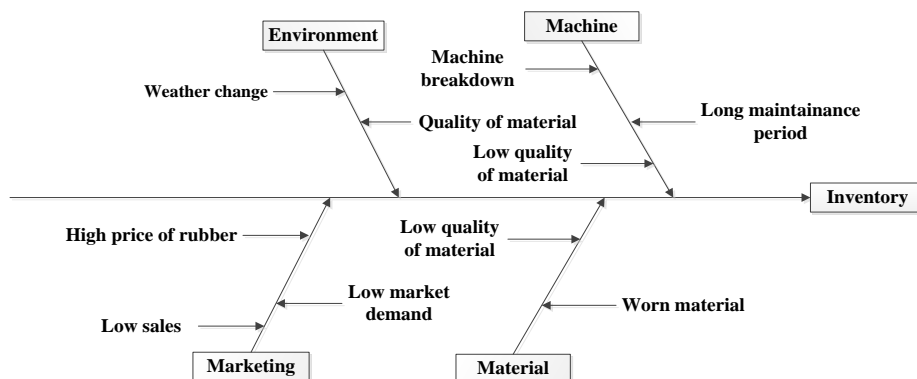 Environment
Machine
Machine
breakdown
Weather change
Quality of material
Long maintainance
period
Low quality
of material
Inventory
High price of rubber
Low quality
of material
Low market
demand
Worn material
Low sales
Marketing
Material